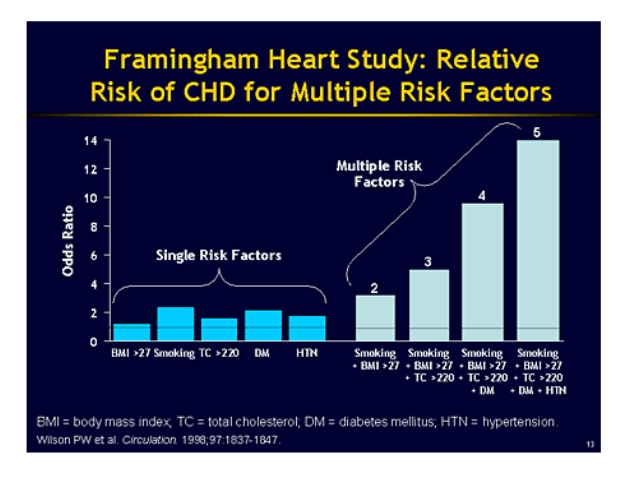 Framingham Heart Study: Relative
Risk of CHD for Multiple Risk Factors
14
12
10
8
6
4
2
0
Odds Ratio
Single Risk Factors
Multiple Risk
Factors
2
3
4
5
BMI >27
Smoking
TC >220
DM
HTN
Smoking
+ BMI >27
Smoking
+ BMI >27
+ TC >220
Smoking
+ BMI >27
+ TC >220
+ DM
Smoking
+ BMI >27
+ TC >220
+ DM + HTN
BMI = body mass index; TC = total cholesterol; DM = diabetes mellitus; HTN = hypertension.
Wilson PW et al. Circulation. 1998;97:1837-1847.
13